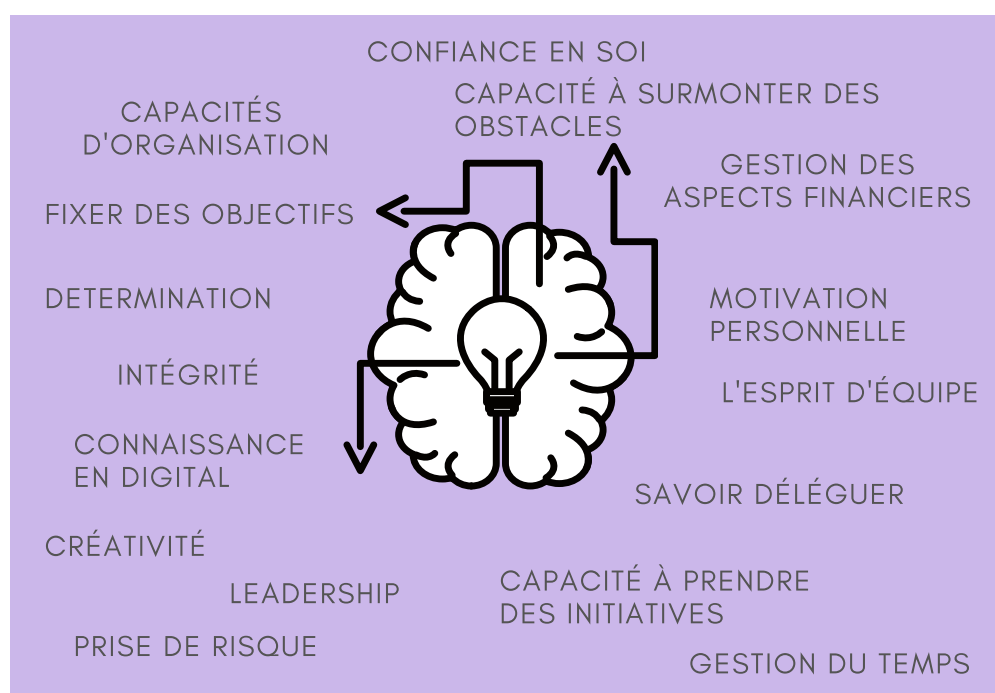 CONFIANCE EN SOI
CAPACITÉ À SURMONTER DES
OBSTACLES
CAPACITÉS
D'ORGANISATION
GESTION DES
ASPECTS FINANCIERS
FIXER DES OBJECTIFS
DETERMINATION
MOTIVATION
PERSONNELLE
INTÉGRITÉ
L'ESPRIT D'ÉQUIPE
CONNAISSANCE
EN DIGITAL
SAVOIR DÉLÉGUER
CRÉATIVITÉ
LEADERSHIP
CAPACITÉ À PRENDRE
DES INITIATIVES
PRISE DE RISQUE
GESTION DU TEMPS